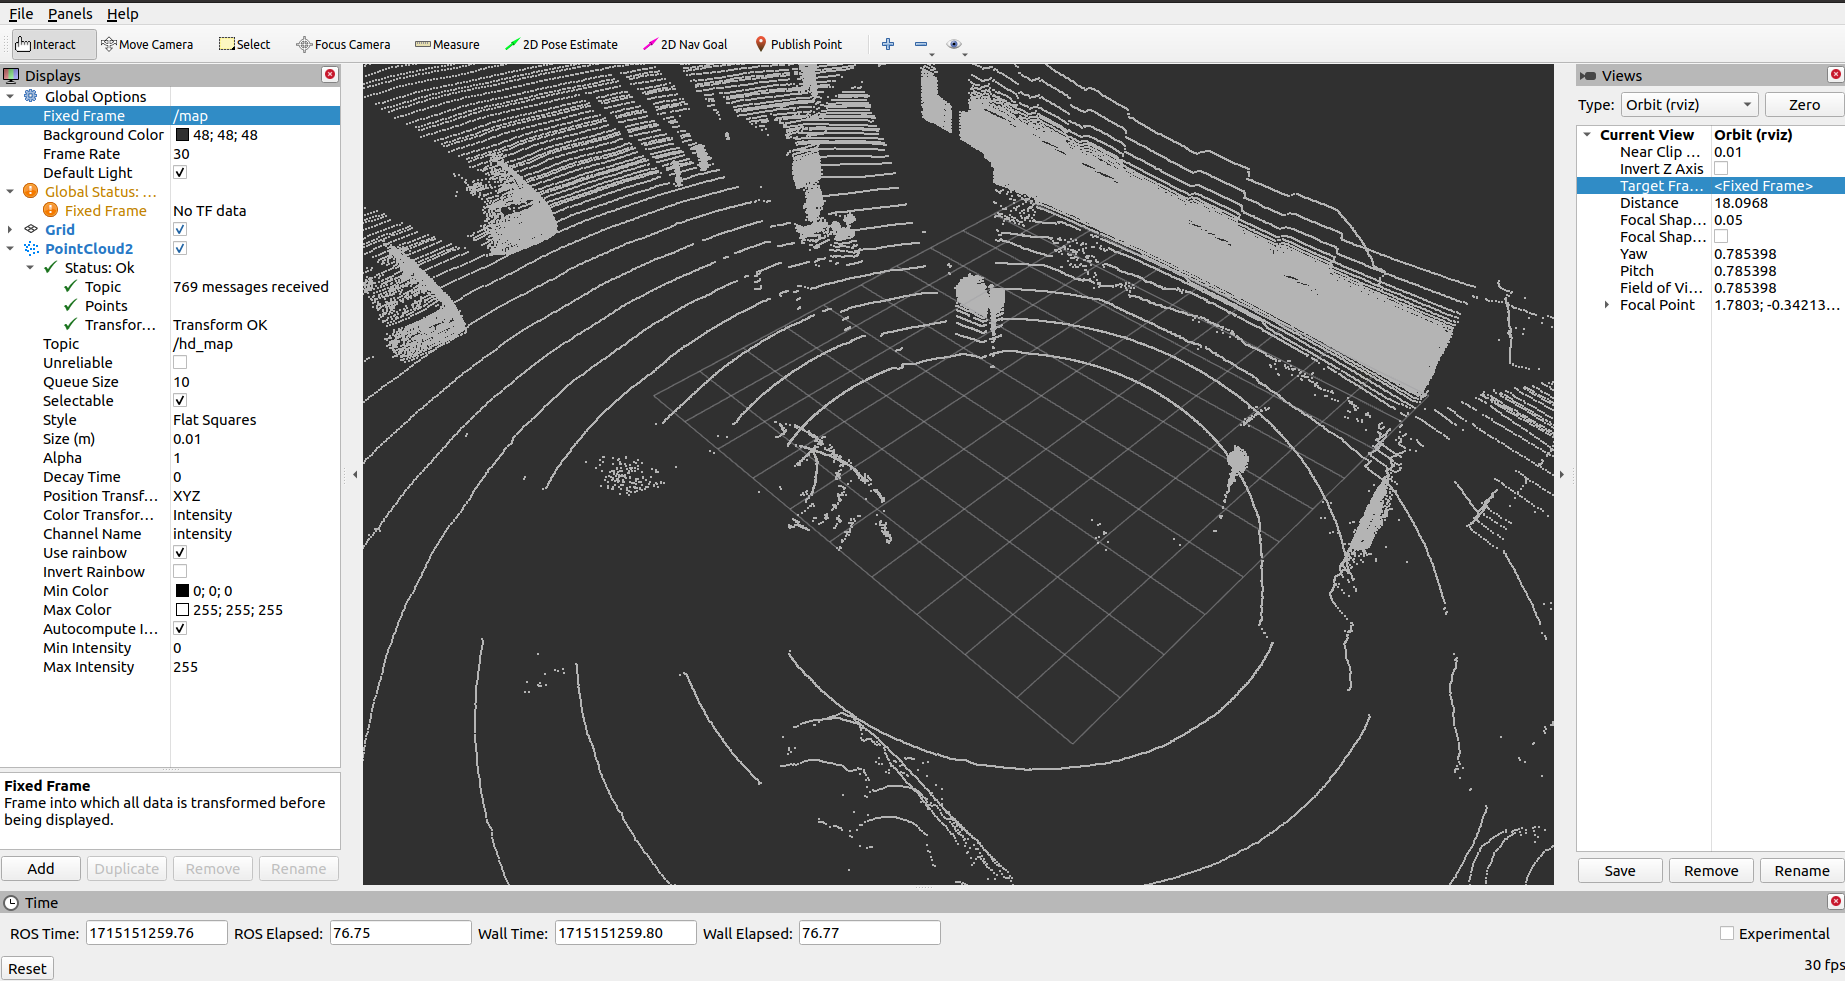 File Panels Help
Interact Move Camera Select Focus Camera Measure 2D Pose Estimate 2D Nav Goal Publish Point
Displays
Global Options
Fixed Frame /map
Background Color 48; 48; 48
Frame Rate 30
Default Light
Global Status: ...
Fixed Frame No TF data
Grid
PointCloud2
Status: Ok
Topic 769 messages received
Points
Transfor... Transform OK
Topic /hd_map
Unreliable
Queue Size 10
Selectable
Style Flat Squares
Size (m) 0.01
Alpha 1
Decay Time 0
Position Transf... XYZ
Color Transfor... Intensity
Channel Name intensity
Use rainbow
Invert Rainbow
Min Color 0; 0; 0
Max Color 255; 255; 255
Autocompute I...
Min Intensity 0
Max Intensity 255
Fixed Frame
Frame into which all data is transformed before
being displayed.
Add Duplicate Remove Rename
Views
Type: Orbit (rviz) Zero
Current View Orbit (rviz)
Near Clip ... 0.01
Invert Z Axis
Target Fra... <Fixed Frame>
Distance 18.0968
Focal Shap... 0.05
Focal Shap...
Yaw 0.785398
Pitch 0.785398
Field of Vi... 0.785398
Focal Point 1.7803; -0.34213...
Save Remove Rename
Time
ROS Time: 1715151259.76 ROS Elapsed: 76.75 Wall Time: 1715151259.80 Wall Elapsed: 76.77 Experimental
Reset 30 fps